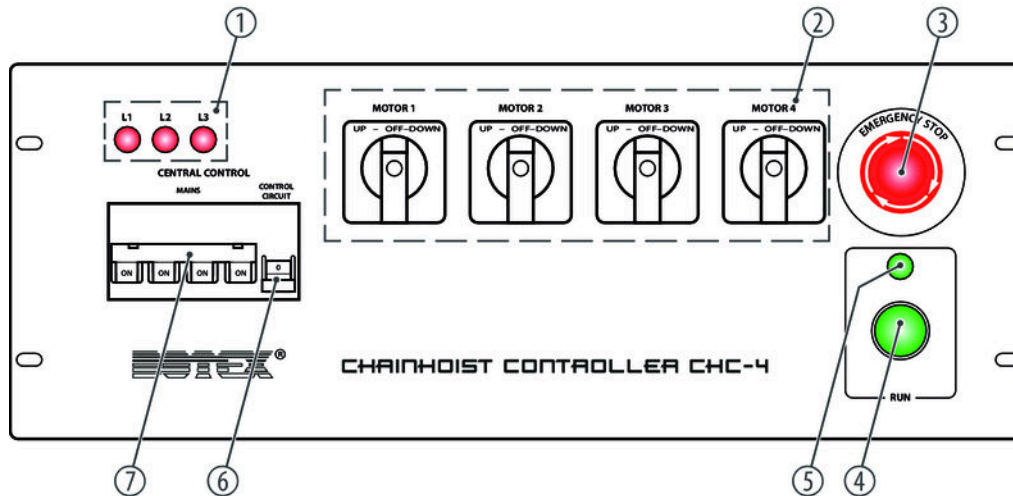 1
2
3
L1 L2 L3
MOTOR 1 MOTOR 2 MOTOR 3 MOTOR 4
UP – OFF–DOWN UP – OFF–DOWN UP – OFF–DOWN UP – OFF–DOWN
EMERGENCY STOP
CENTRAL CONTROL
MAINS
CONTROL
CIRCUIT
ON ON ON ON
0
BOTEX®
CHAINHOIST CONTROLLER CHC-4
RUN
7
6
5
4